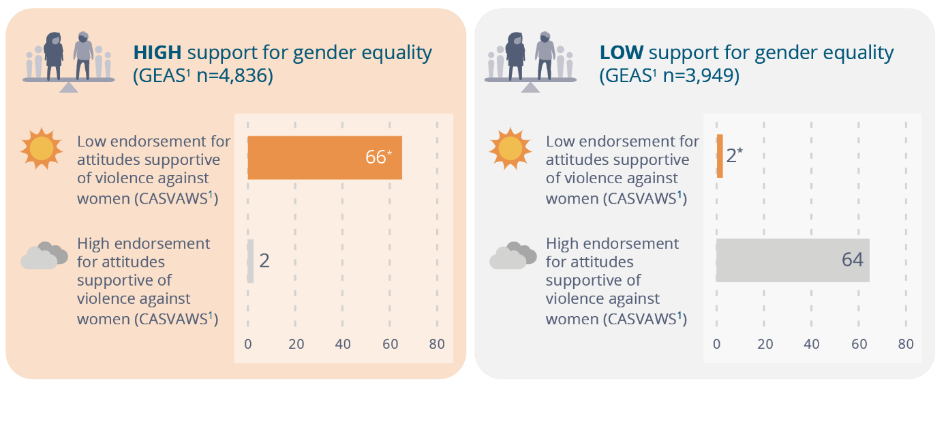 HIGH support for gender equality
(GEAS¹ n=4,836)
Low endorsement for
attitudes supportive
of violence against
women (CASVAWS¹)
66*
High endorsement
for attitudes
supportive of
violence against
women (CASVAWS¹)
2
0 20 40 60 80
LOW support for gender equality
(GEAS¹ n=3,949)
Low endorsement for
attitudes supportive
of violence against
women (CASVAWS¹)
2*
High endorsement
for attitudes
supportive of
violence against
women (CASVAWS¹)
64
0 20 40 60 80